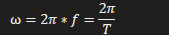 ω = 2π * f = 2π/T